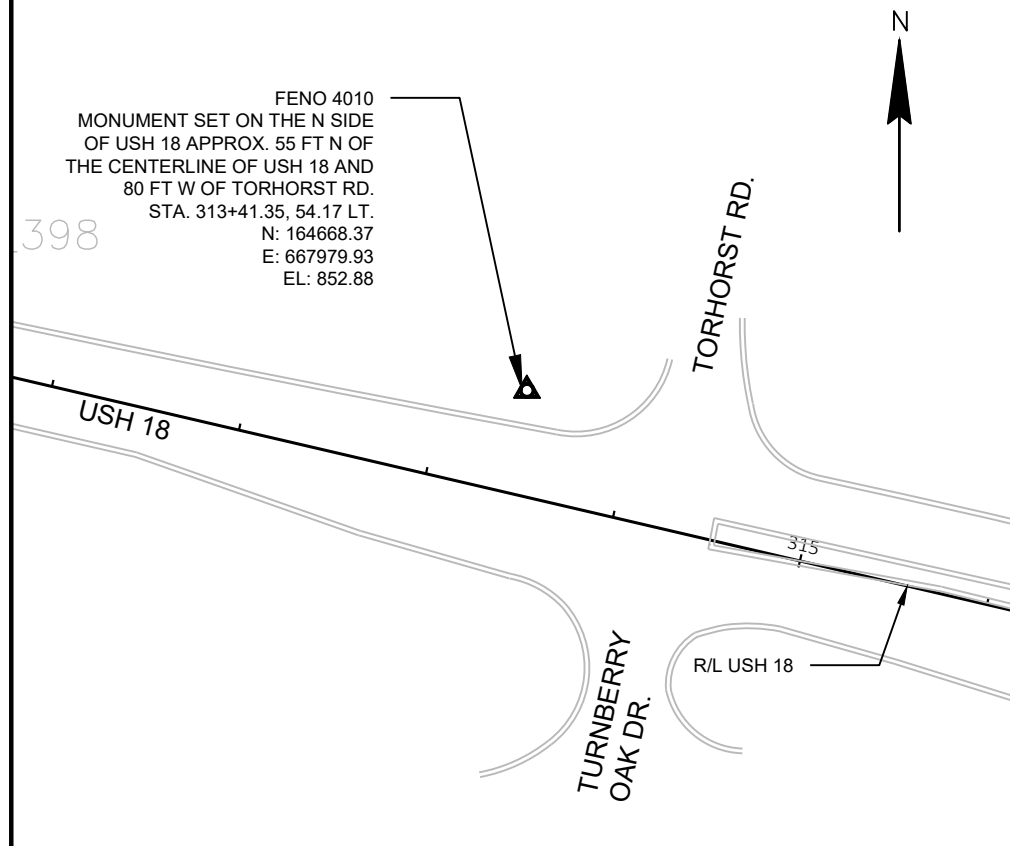 N
FENO 4010
MONUMENT SET ON THE N SIDE
OF USH 18 APPROX. 55 FT N OF
THE CENTERLINE OF USH 18 AND
80 FT W OF TORHORST RD.
STA. 313+41.35, 54.17 LT.
N: 164668.37
E: 667979.93
EL: 852.88
398
TORHORST RD.
USH 18
315
R/L USH 18
TURNBERRY
OAK DR.